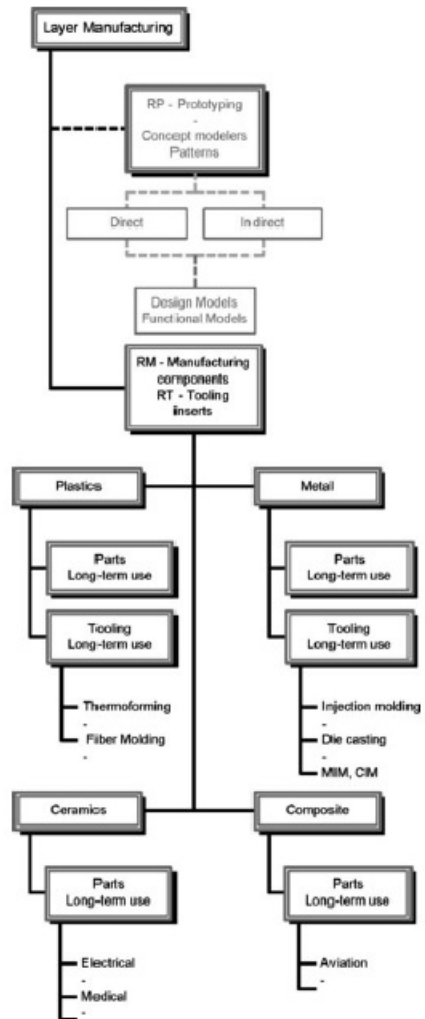 Layer Manufacturing
RP - Prototyping
-
Concept modelers
Patterns
Direct
Indirect
Design Models
Functional Models
RM - Manufacturing
components
RT - Tooling
inserts
Plastics
Metall
Parts
Long-term use
Parts
Long-term use
Tooling
Long-term use
Tooling
Long-term use
Thermoforming
-
Fiber Molding
-
Injection molding
-
Die casting
-
MIM, CIM
Ceramics
Composite
Parts
Long-term use
Parts
Long-term use
Electrical
-
Medical
-
Aviation
-